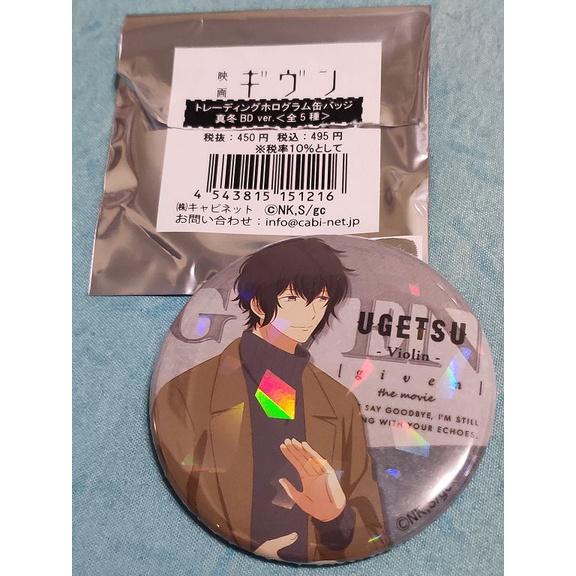 映画 ギヴン
トレーディングホログラム缶バッジ
真冬BD ver.＜全5種＞
税抜：450円 税込：495円
※税率10%として
4 543815 151216
㈱キャビネット ©NK,S/gc
お問い合わせ：info@cabi-net.jp
UGETSU
- Violin -
| given |
the movie
SAY GOODBYE, I'M STILL
WITH YOUR ECHOES.
©NK,S/gc